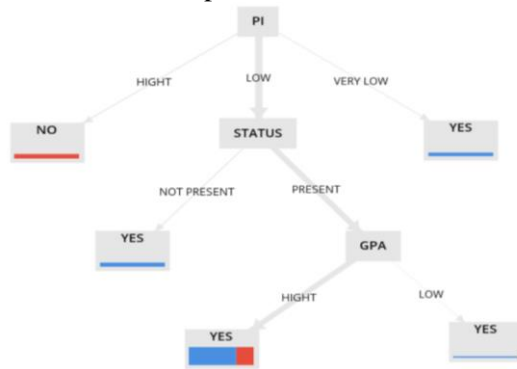 PI
HIGHT
LOW
VERY LOW
NO
STATUS
YES
NOT PRESENT
PRESENT
YES
GPA
HIGHT
LOW
YES
YES